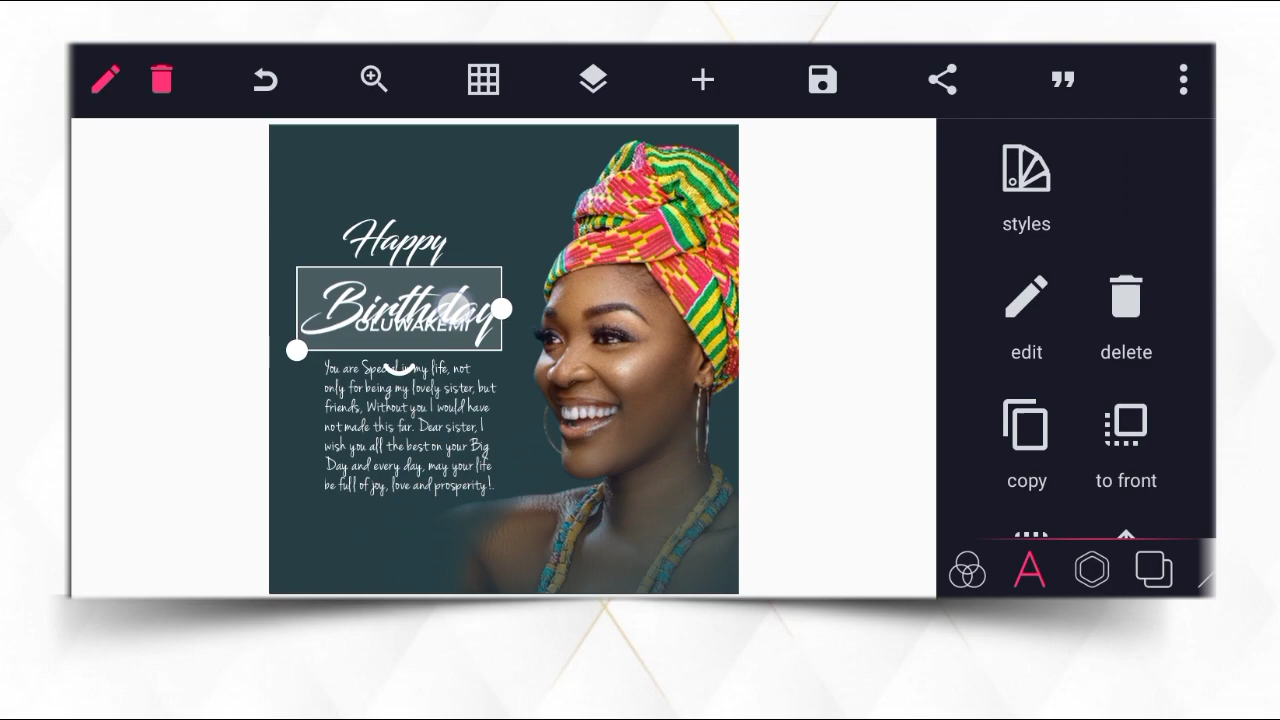 styles
Happy
Birthday
OLUWAKEMI
edit
delete
You are Special in my life, not
only for being my lovely sister, but
friends, Without you I would have
not made this far. Dear sister, I
wish you all the best on your Big
Day and every day, may your life
be full of joy, love and prosperity!.
copy
to front